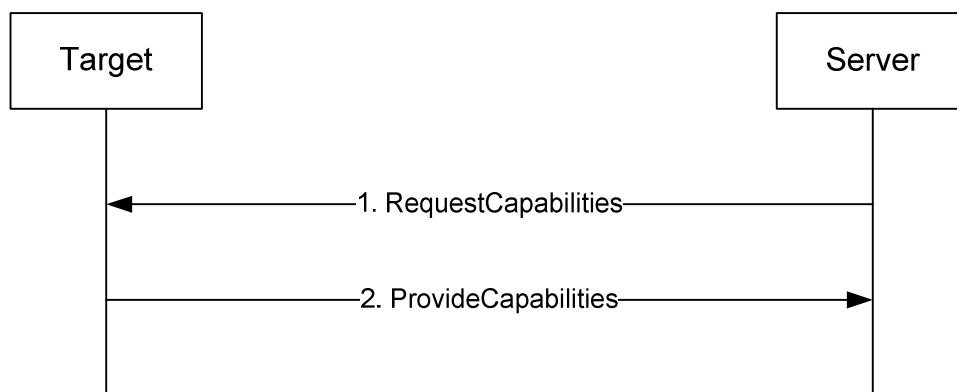 Target
Server
1. RequestCapabilities
2. ProvideCapabilities